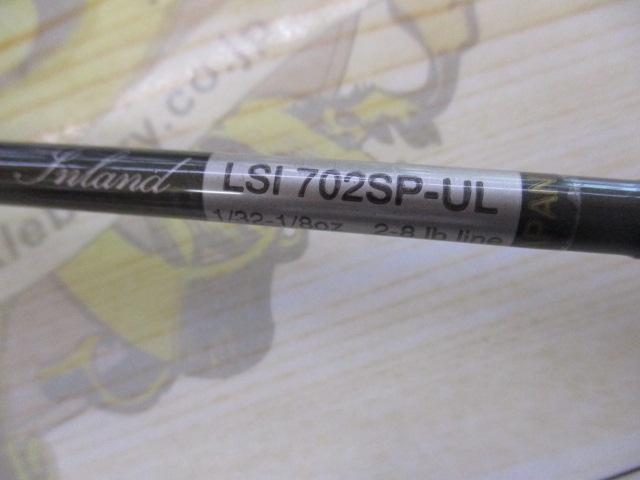 Inland
LSI 702SP-UL
1/32-1/8oz 2-8 lb line